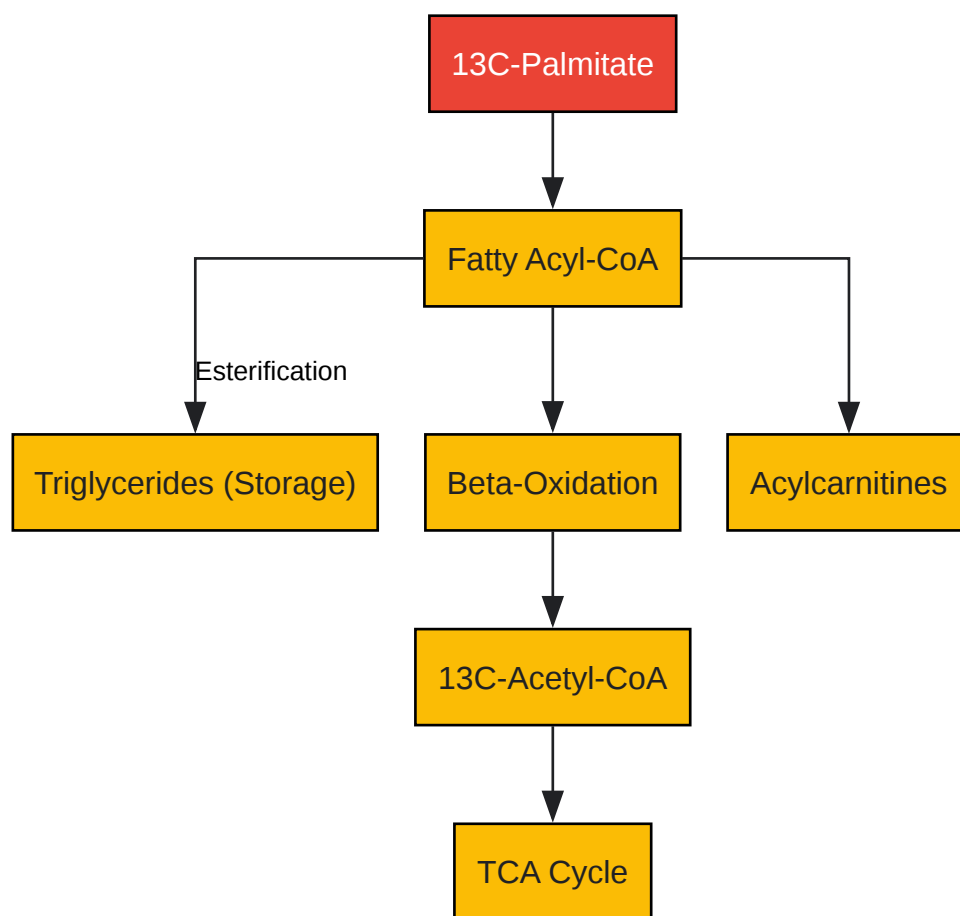 13C-Palmitate
Fatty Acyl-CoA
Esterification
Triglycerides (Storage)
Beta-Oxidation
Acylcarnitines
13C-Acetyl-CoA
TCA Cycle